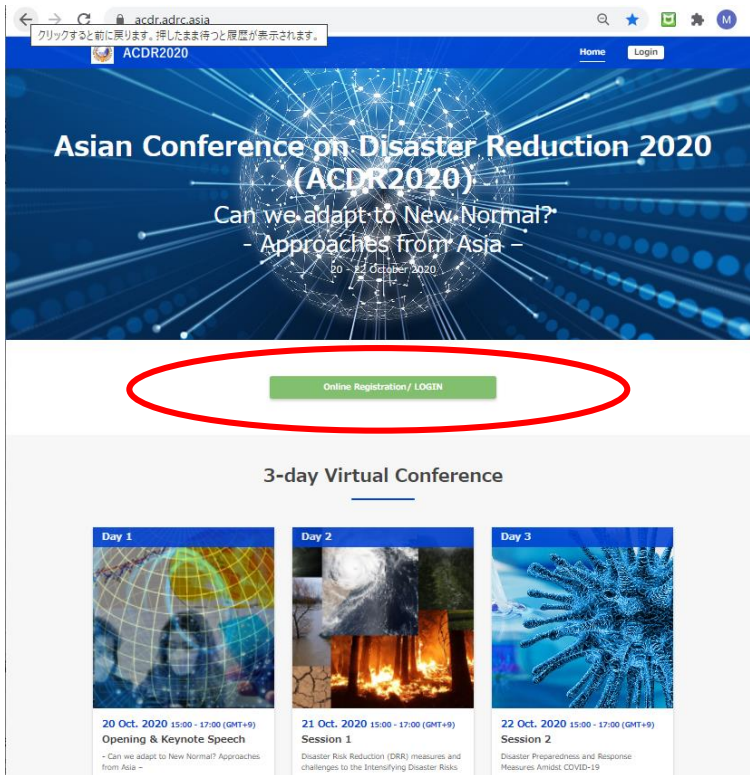 acdr.adrc.asia
M
クリックすると前に戻ります。押したまま待つと履歴が表示されます。
ACDR2020
Home
Login
Asian Conference on Disaster Reduction 2020
(ACDR2020)
Can we adapt to New Normal?
- Approaches from Asia –
20 - 22 October 2020
Online Registration/ LOGIN
3-day Virtual Conference
Day 1
Day 2
Day 3
20 Oct. 2020 15:00 - 17:00 (GMT+9)
Opening & Keynote Speech
- Can we adapt to New Normal? Approaches
from Asia –
21 Oct. 2020 15:00 - 17:00 (GMT+9)
Session 1
Disaster Risk Reduction (DRR) measures and
challenges to the Intensifying Disaster Risks
22 Oct. 2020 15:00 - 17:00 (GMT+9)
Session 2
Disaster Preparedness and Response
Measures Amidst COVID-19